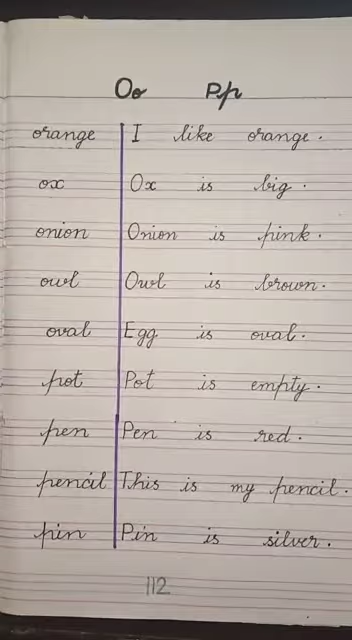 Oo Pp
orange I like orange.
ox Ox is big.
onion Onion is pink.
owl Owl is brown.
oval Egg is oval.
pot Pot is empty.
pen Pen is red.
pencil This is my pencil.
pin Pin is silver.
112